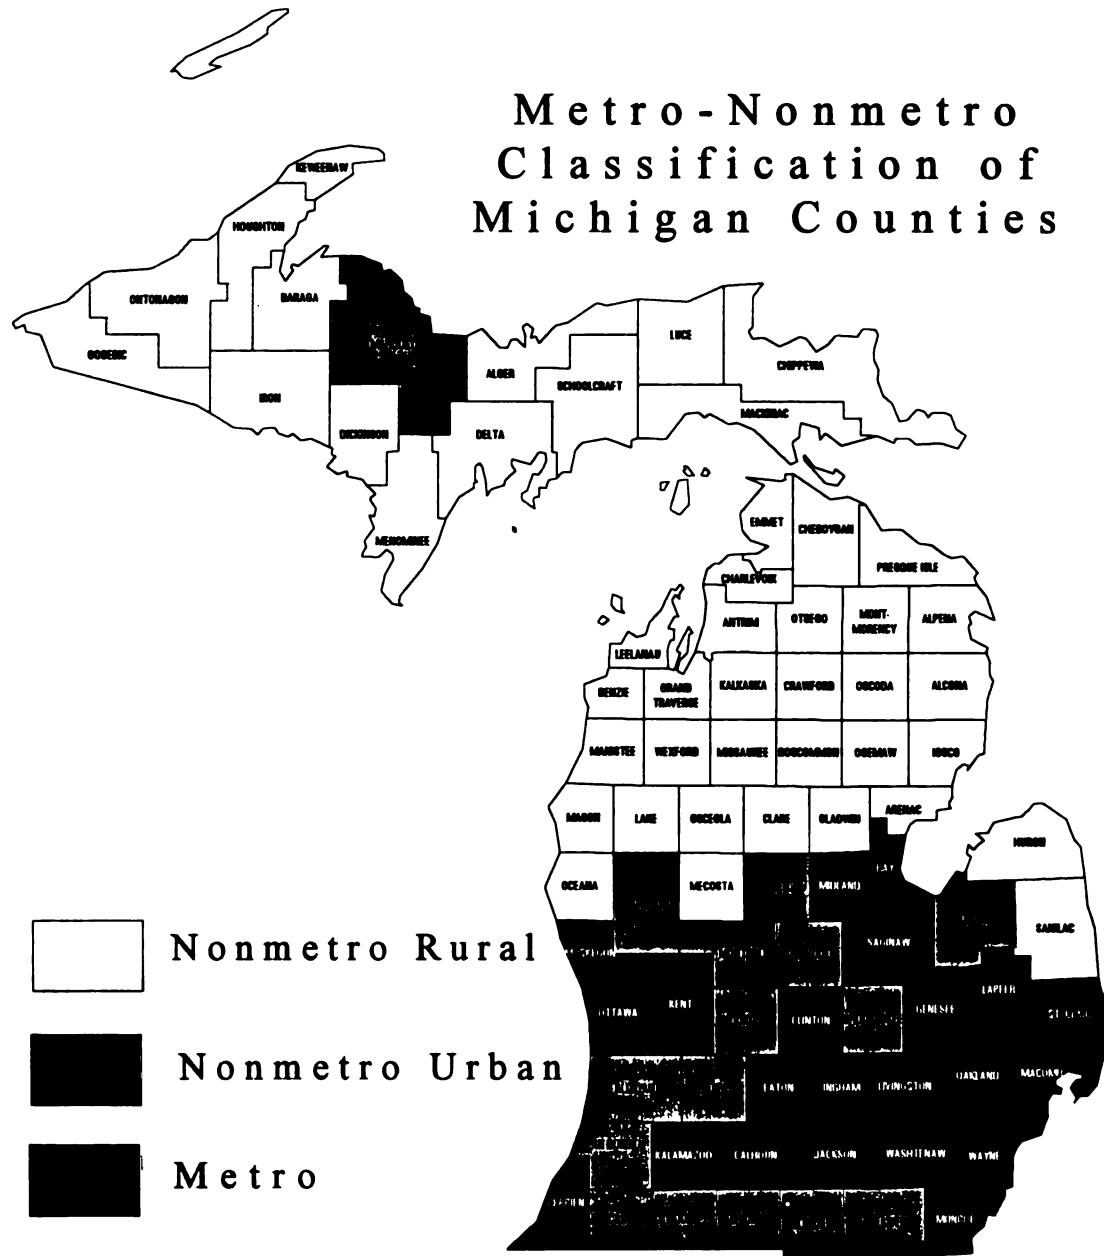 Metro-Nonmetro
Classification of
Michigan Counties
KEWEENAW
HOUGHTON
ONTONAGON
BARAGA
GOGEBIC
IRON
DICKINSON
MENOMINEE
ALGER
DELTA
SCHOOLCRAFT
LUCE
CHIPPEWA
MACKINAC
EMMET
CHEBOYGAN
PRESQUE ISLE
CHARLEVOIX
ANTRIM
OTSEGO
MONT-
MORENCY
ALPENA
LEELANAU
BENZIE
GRAND
TRAVERSE
KALKASKA
CRAWFORD
OSCODA
ALCONA
MANISTEE
WEXFORD
MISSAUKEE
ROSCOMMON
OGEMAW
IOSCO
MASON
LAKE
OSCEOLA
CLARE
GLADWIN
ARENAC
HURON
OCEANA
MECOSTA
MIDLAND
BAY
SANILAC
SAGINAW
Nonmetro Rural
OTTAWA
KENT
CLINTON
GENESEE
LAPEER
Nonmetro Urban
EATON
INGHAM
LIVINGSTON
OAKLAND
MACOMB
KALAMAZOO
CALHOUN
JACKSON
WASHTENAW
WAYNE
Metro
MONROE